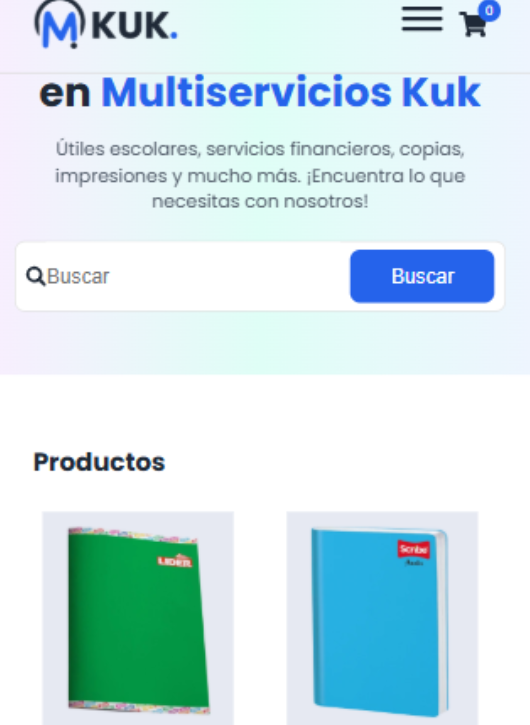 M KUK.
0
en Multiservicios Kuk
Útiles escolares, servicios financieros, copias,
impresiones y mucho más. ¡Encuentra lo que
necesitas con nosotros!
Buscar
Buscar
Productos
LIDER
Scribe